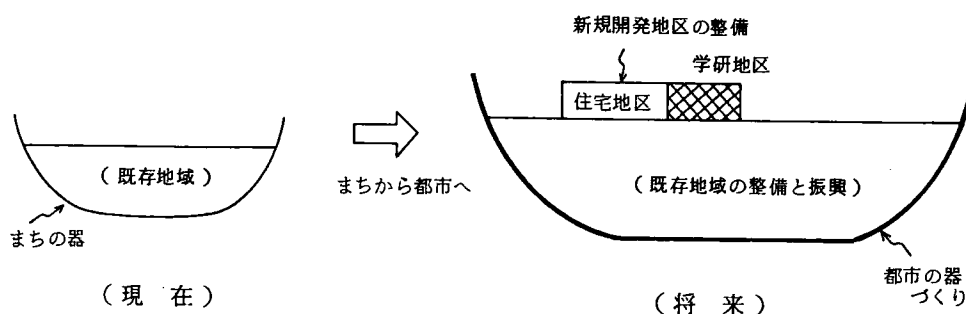 新規開発地区の整備
学研地区
住宅地区
(既存地域)
まちから都市へ
(既存地域の整備と振興)
まちの器
都市の器
づくり
(現 在)
(将 来)